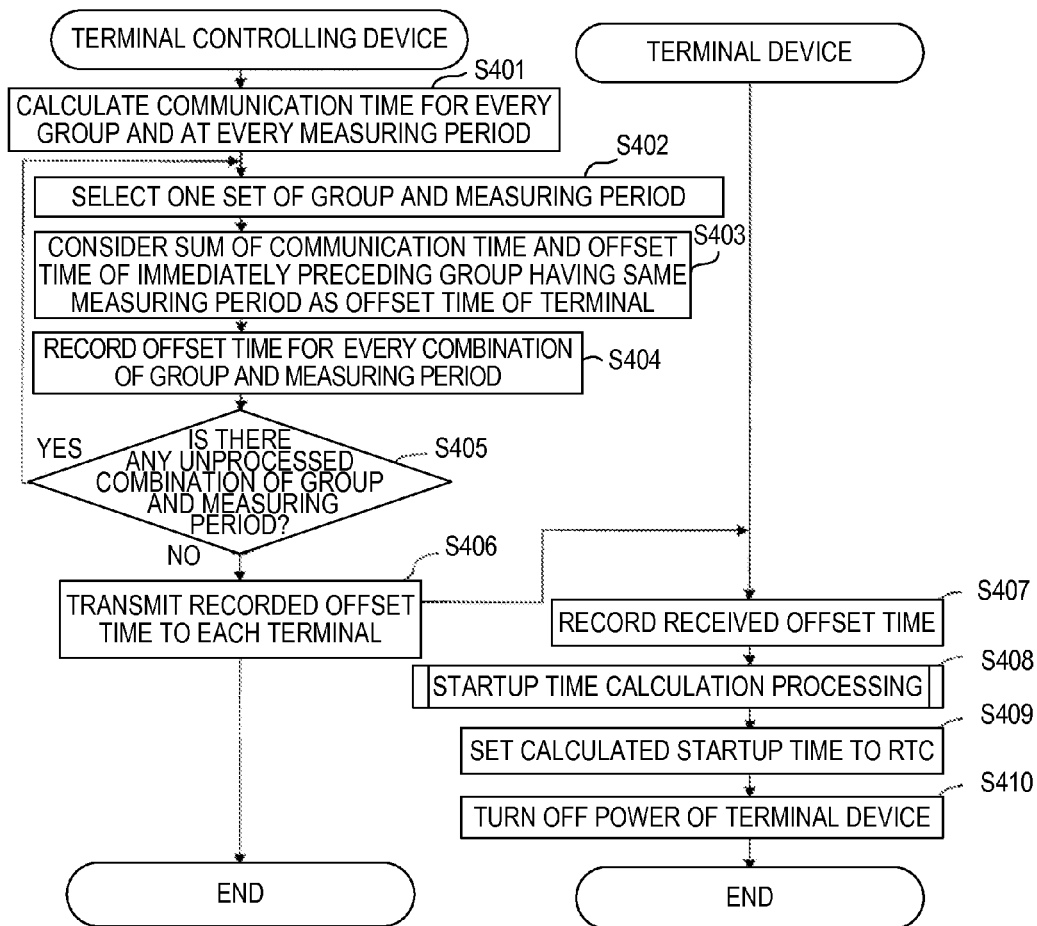 TERMINAL CONTROLLING DEVICE
S401
CALCULATE COMMUNICATION TIME FOR EVERY
GROUP AND AT EVERY MEASURING PERIOD
S402
SELECT ONE SET OF GROUP AND MEASURING PERIOD
CONSIDER SUM OF COMMUNICATION TIME AND OFFSET
TIME OF IMMEDIATELY PRECEDING GROUP HAVING SAME
MEASURING PERIOD AS OFFSET TIME OF TERMINAL
S403
RECORD OFFSET TIME FOR EVERY COMBINATION
OF GROUP AND MEASURING PERIOD
S404
YES
IS THERE
ANY UNPROCESSED
COMBINATION OF GROUP
AND MEASURING
PERIOD?
S405
NO
S406
TRANSMIT RECORDED OFFSET
TIME TO EACH TERMINAL
END
TERMINAL DEVICE
S407
RECORD RECEIVED OFFSET TIME
S408
STARTUP TIME CALCULATION PROCESSING
S409
SET CALCULATED STARTUP TIME TO RTC
S410
TURN OFF POWER OF TERMINAL DEVICE
END